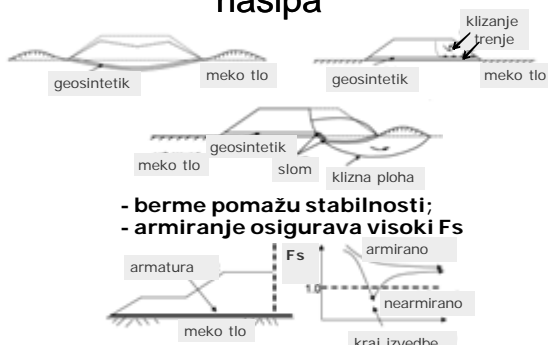 nasipa
klizanje
trenje
geosintetik
meko tlo
geosintetik
meko tlo
geosintetik
meko tlo
slom
klizna ploha
- berme pomažu stabilnosti;
- armiranje osigurava visoki Fs
armatura
meko tlo
Fs
armirano
1.0
nearmirano
kraj izvedbe